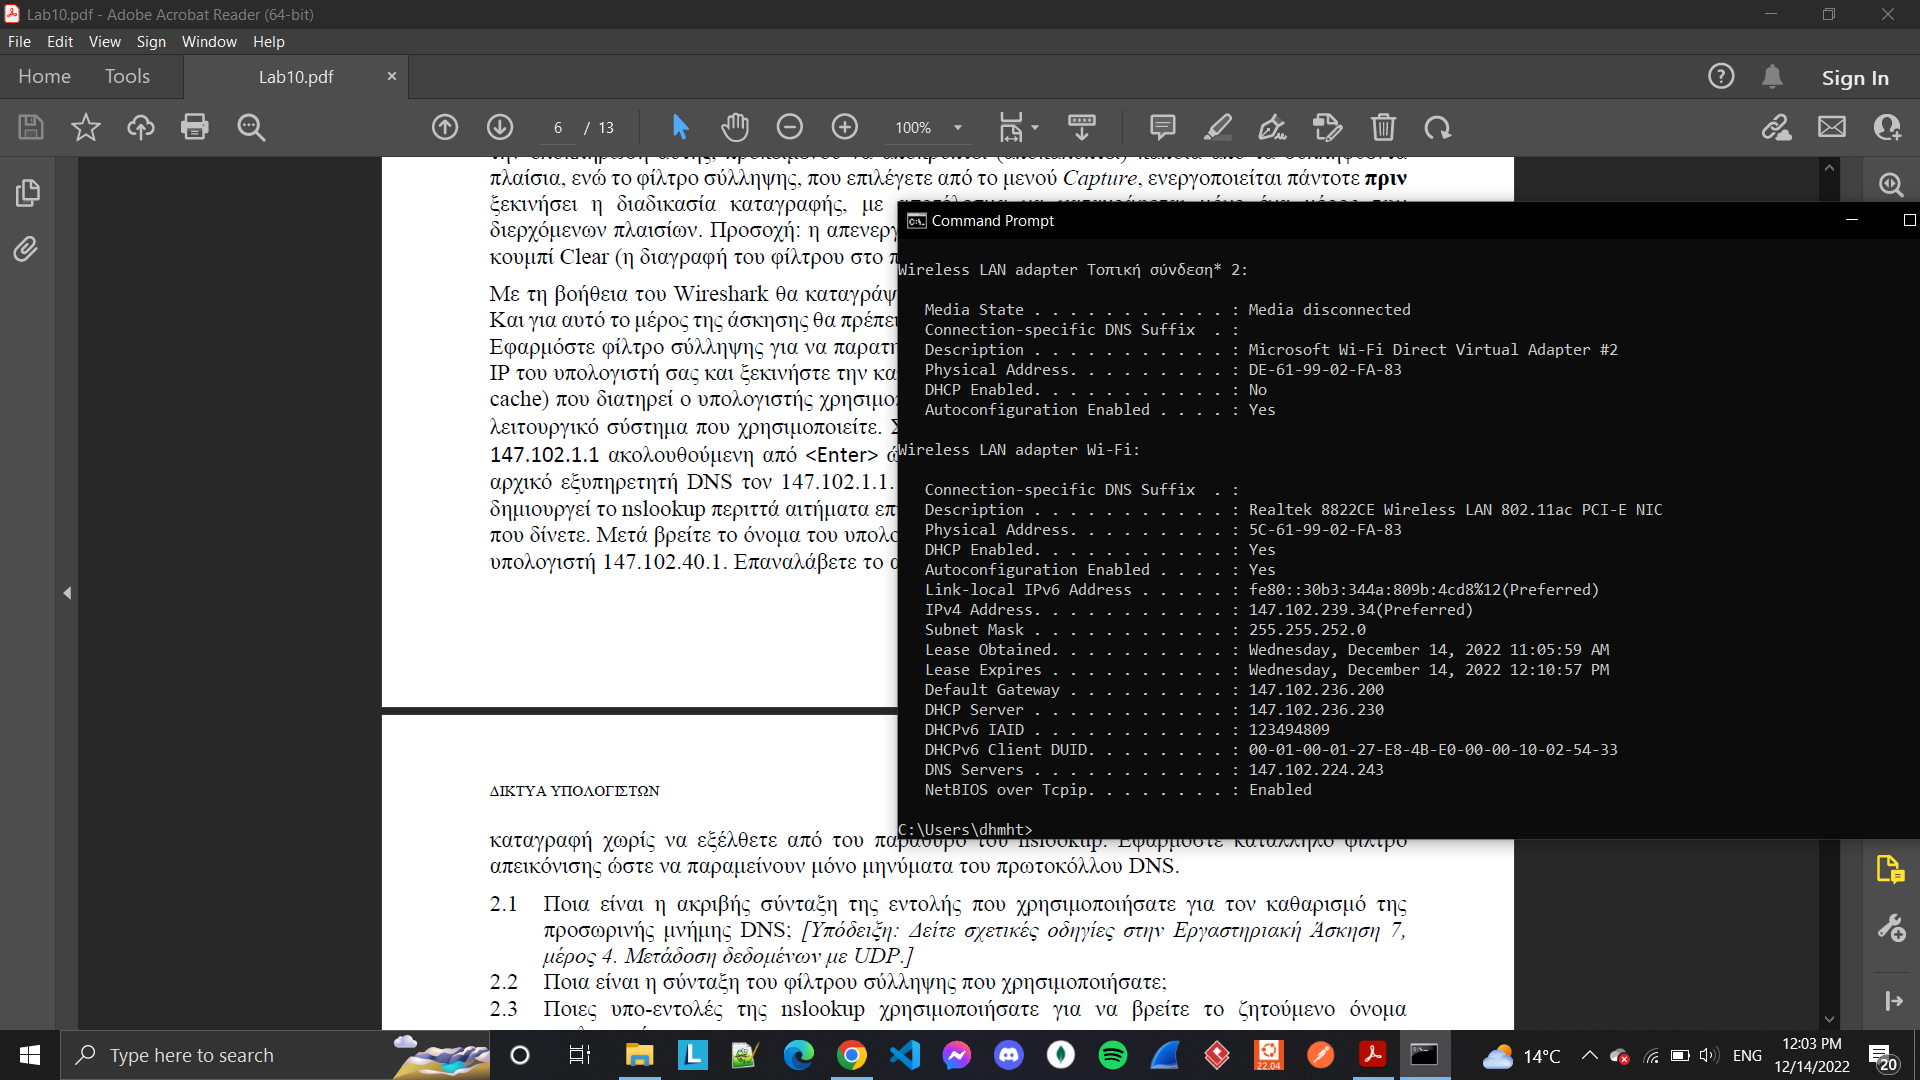 Lab10.pdf - Adobe Acrobat Reader (64-bit)
File Edit View Sign Window Help
Home Tools Lab10.pdf × Sign In
6 / 13 100%
πλαίσια, ενώ το φίλτρο σύλληψης, που επιλέγετε από το μενού Capture, ενεργοποιείται πάντοτε πριν
ξεκινήσει η διαδικασία καταγραφής, με
διερχόμενων πλαισίων. Προσοχή: η απενεργ
κουμπί Clear (η διαγραφή του φίλτρου στο π
Με τη βοήθεια του Wireshark θα καταγράψ
Και για αυτό το μέρος της άσκησης θα πρέπει
Εφαρμόστε φίλτρο σύλληψης για να παρατη
IP του υπολογιστή σας και ξεκινήστε την κα
cache) που διατηρεί ο υπολογιστής χρησιμο
λειτουργικό σύστημα που χρησιμοποιείτε. Σ
147.102.1.1 ακολουθούμενη από <Enter> ώ
αρχικό εξυπηρετητή DNS τον 147.102.1.1.
δημιουργεί το nslookup περιττά αιτήματα επ
που δίνετε. Μετά βρείτε το όνομα του υπολο
υπολογιστή 147.102.40.1. Επαναλάβετε το α
Command Prompt
Wireless LAN adapter Τοπική σύνδεση* 2:
Media State . . . . . . . . . . . : Media disconnected
Connection-specific DNS Suffix . :
Description . . . . . . . . . . . : Microsoft Wi-Fi Direct Virtual Adapter #2
Physical Address. . . . . . . . . : DE-61-99-02-FA-83
DHCP Enabled. . . . . . . . . . . : No
Autoconfiguration Enabled . . . . : Yes
Wireless LAN adapter Wi-Fi:
Connection-specific DNS Suffix . :
Description . . . . . . . . . . . : Realtek 8822CE Wireless LAN 802.11ac PCI-E NIC
Physical Address. . . . . . . . . : 5C-61-99-02-FA-83
DHCP Enabled. . . . . . . . . . . : Yes
Autoconfiguration Enabled . . . . : Yes
Link-local IPv6 Address . . . . . : fe80::30b3:344a:809b:4cd8%12(Preferred)
IPv4 Address. . . . . . . . . . . : 147.102.239.34(Preferred)
Subnet Mask . . . . . . . . . . . : 255.255.252.0
Lease Obtained. . . . . . . . . . : Wednesday, December 14, 2022 11:05:59 AM
Lease Expires . . . . . . . . . . : Wednesday, December 14, 2022 12:10:57 PM
Default Gateway . . . . . . . . . : 147.102.236.200
DHCP Server . . . . . . . . . . . : 147.102.236.230
DHCPv6 IAID . . . . . . . . . . . : 123494809
DHCPv6 Client DUID. . . . . . . . : 00-01-00-01-27-E8-4B-E0-00-00-10-02-54-33
DNS Servers . . . . . . . . . . . : 147.102.224.243
NetBIOS over Tcpip. . . . . . . . : Enabled
C:\Users\dhmht>
ΔΙΚΤΥΑ ΥΠΟΛΟΓΙΣΤΩΝ
καταγραφή χωρίς να εξέλθετε από του παράθυρο του nslookup. Εφαρμόστε κατάλληλο φίλτρο
απεικόνισης ώστε να παραμείνουν μόνο μηνύματα του πρωτοκόλλου DNS.
2.1 Ποια είναι η ακριβής σύνταξη της εντολής που χρησιμοποιήσατε για τον καθαρισμό της
προσωρινής μνήμης DNS; [Υπόδειξη: Δείτε σχετικές οδηγίες στην Εργαστηριακή Άσκηση 7,
μέρος 4. Μετάδοση δεδομένων με UDP.]
2.2 Ποια είναι η σύνταξη του φίλτρου σύλληψης που χρησιμοποιήσατε;
2.3 Ποιες υπο-εντολές της nslookup χρησιμοποιήσατε για να βρείτε το ζητούμενο όνομα
Type here to search
22.04
14°C ENG 12:03 PM
12/14/2022
20